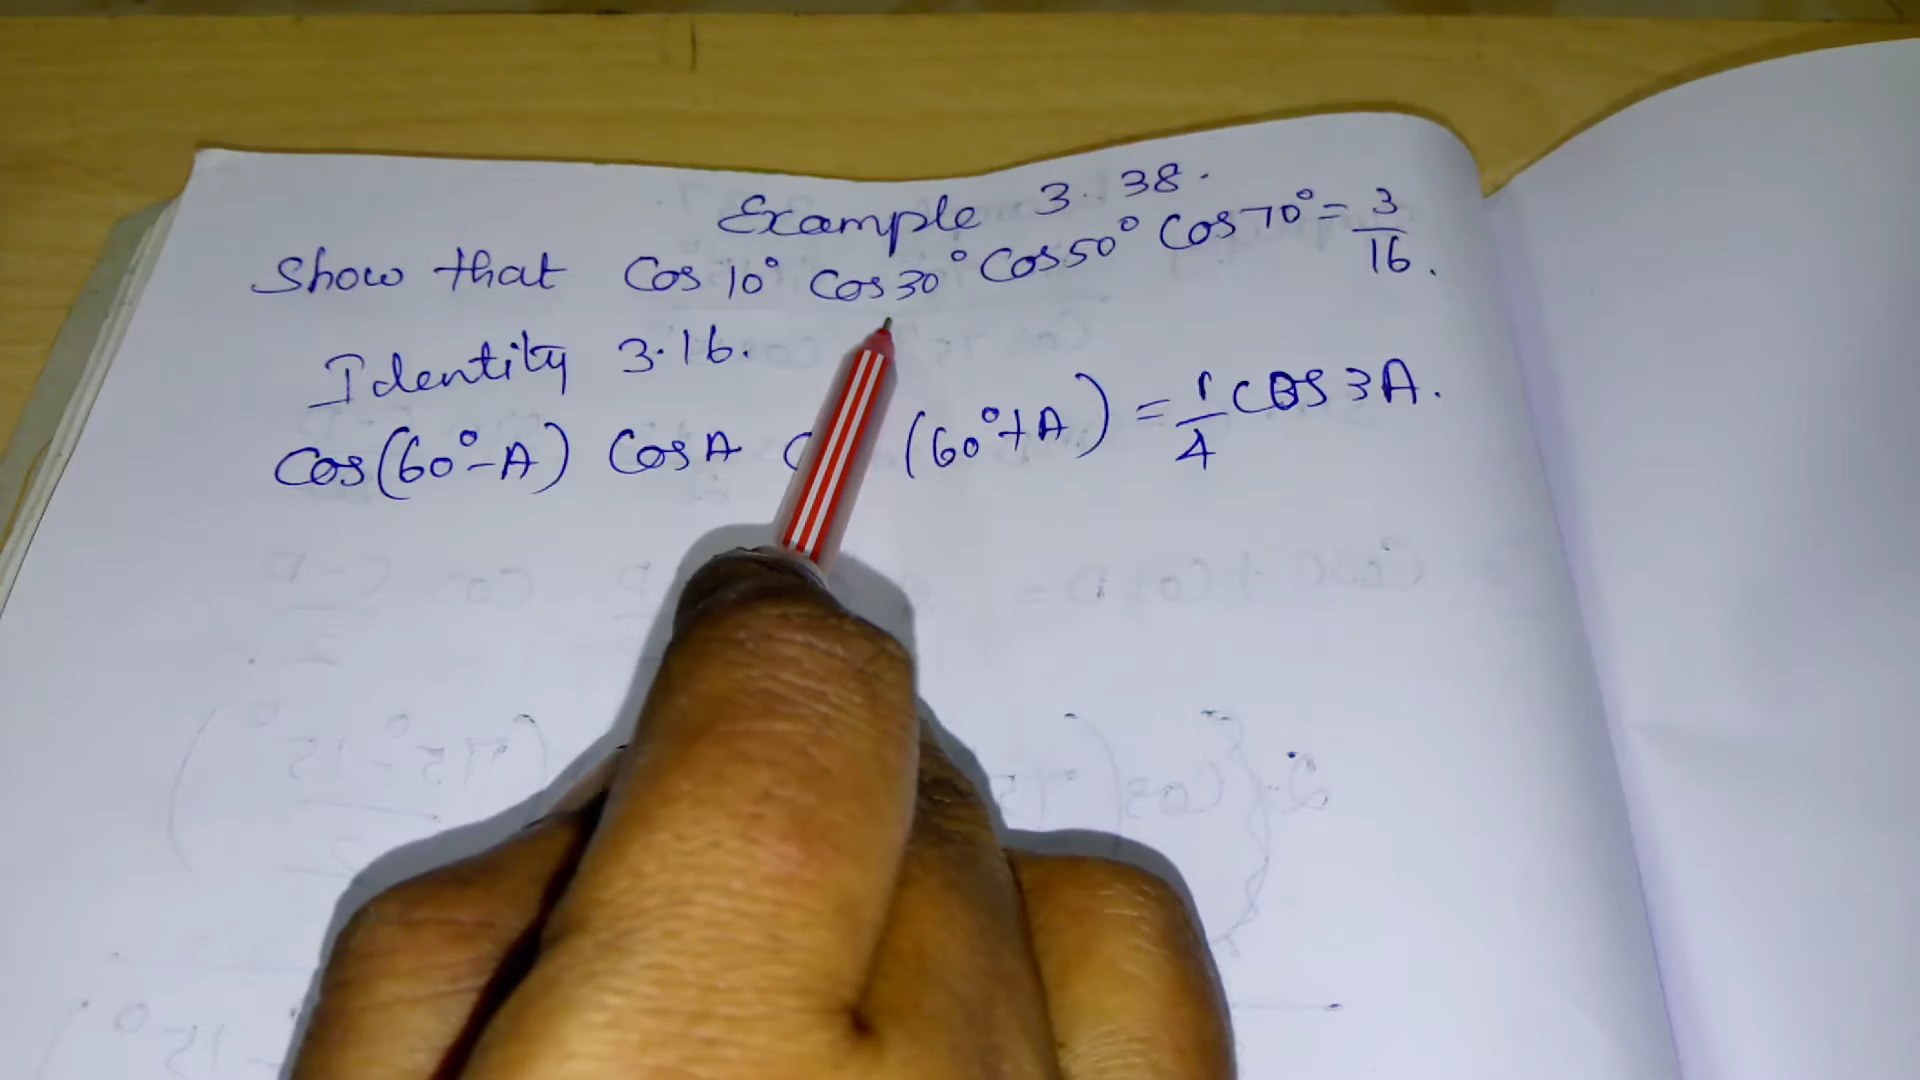 Example 3.38.
Show that Cos 10° Cos 30° Cos 50° Cos 70° = 3/16.
Identity 3.16.
Cos(60°-A) Cos A (60°+A) = 1/4 Cos 3A.